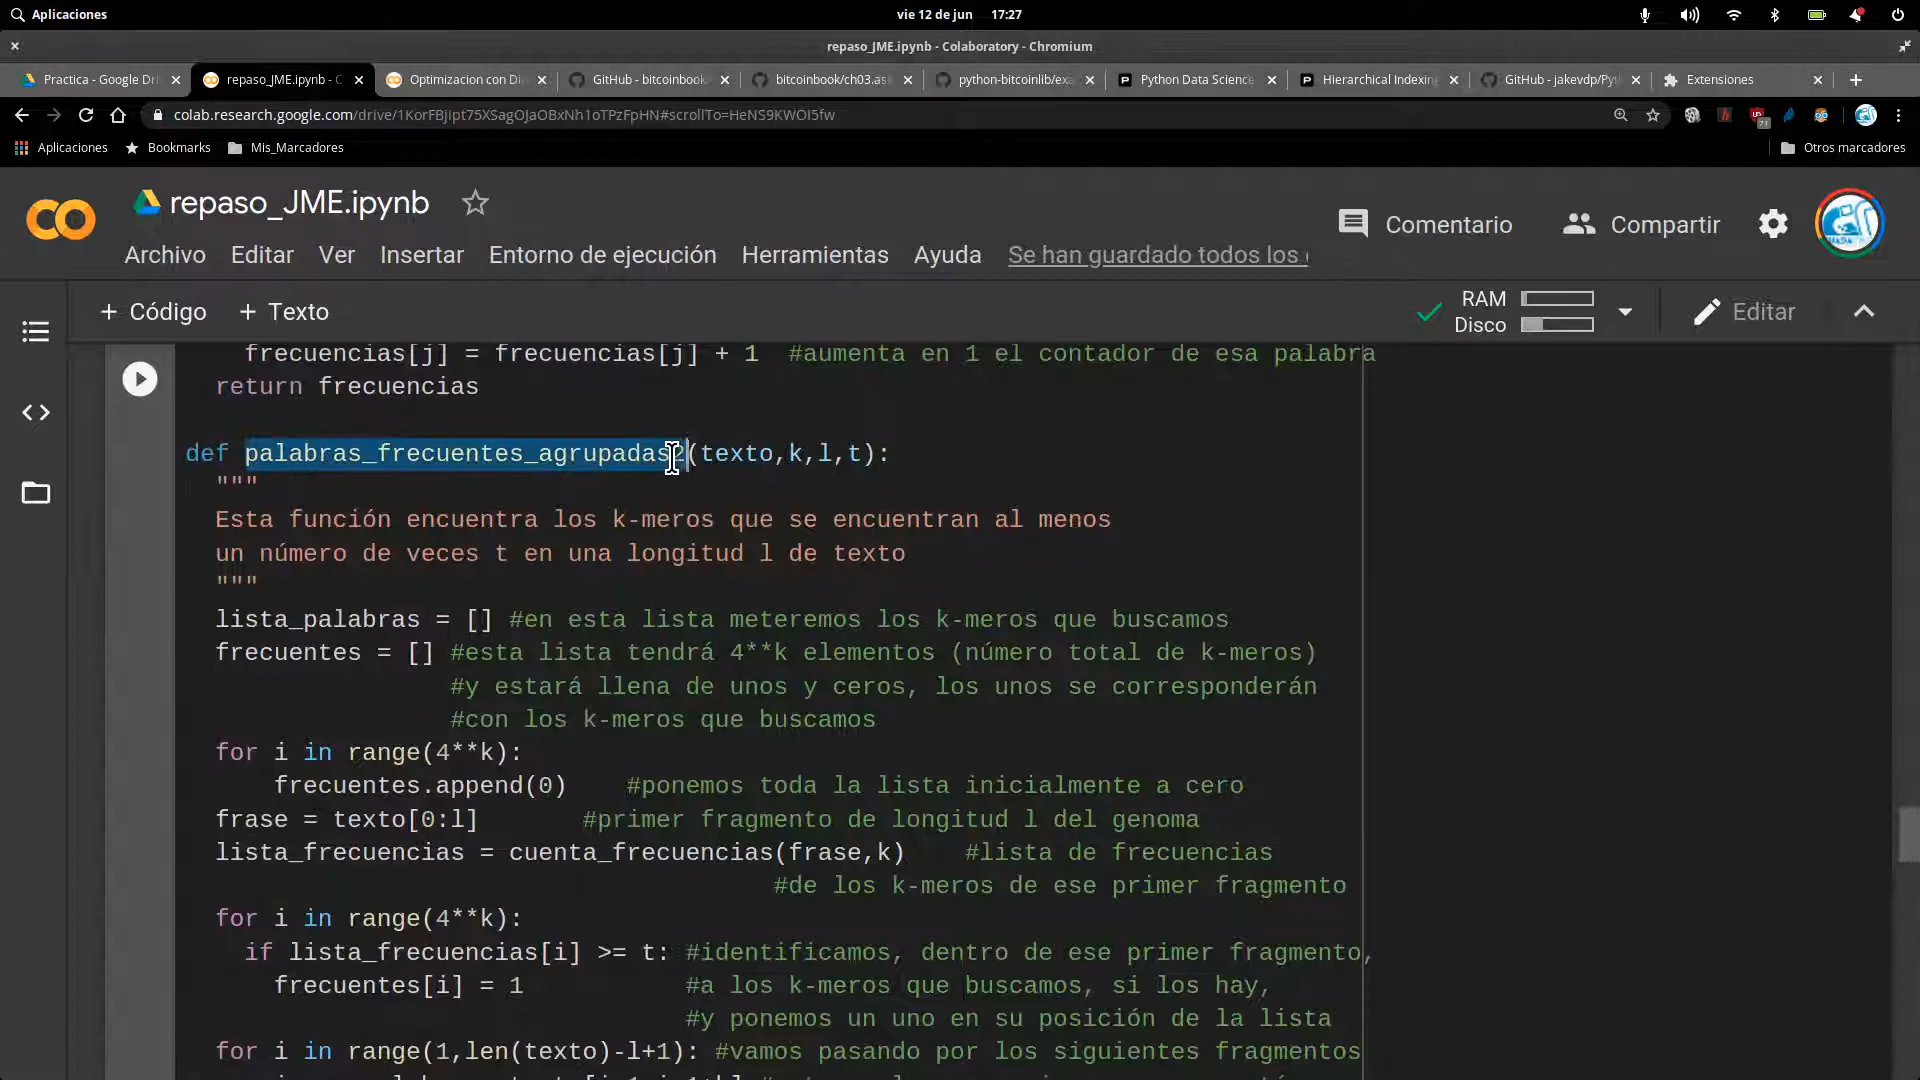 Aplicaciones
vie 12 de jun 17:27
repaso_JME.ipynb - Colaboratory - Chromium
Practica - Google Dri
repaso_JME.ipynb - C
Optimizacion con Di
GitHub - bitcoinbook
bitcoinbook/ch03.as
python-bitcoinlib/exa
Python Data Science
Hierarchical Indexing
GitHub - jakevdp/Pyt
Extensiones
colab.research.google.com/drive/1KorFBjIpt75XSagOJaOBxNh1oTPzFpHN#scrollTo=HeNS9KWOI5fw
Aplicaciones
Bookmarks
Mis_Marcadores
Otros marcadores
repaso_JME.ipynb
Comentario
Compartir
Archivo Editar Ver Insertar Entorno de ejecución Herramientas Ayuda Se han guardado todos los
+ Código + Texto
RAM
Disco
Editar
frecuencias[j] = frecuencias[j] + 1 #aumenta en 1 el contador de esa palabra
return frecuencias
def palabras_frecuentes_agrupadas2(texto,k,l,t):
"""
Esta función encuentra los k-meros que se encuentran al menos
un número de veces t en una longitud l de texto
"""
lista_palabras = [] #en esta lista meteremos los k-meros que buscamos
frecuentes = [] #esta lista tendrá 4**k elementos (número total de k-meros)
#y estará llena de unos y ceros, los unos se corresponderán
#con los k-meros que buscamos
for i in range(4**k):
frecuentes.append(0) #ponemos toda la lista inicialmente a cero
frase = texto[0:l] #primer fragmento de longitud l del genoma
lista_frecuencias = cuenta_frecuencias(frase,k) #lista de frecuencias
#de los k-meros de ese primer fragmento
for i in range(4**k):
if lista_frecuencias[i] >= t: #identificamos, dentro de ese primer fragmento,
frecuentes[i] = 1 #a los k-meros que buscamos, si los hay,
#y ponemos un uno en su posición de la lista
for i in range(1,len(texto)-l+1): #vamos pasando por los siguientes fragmentos